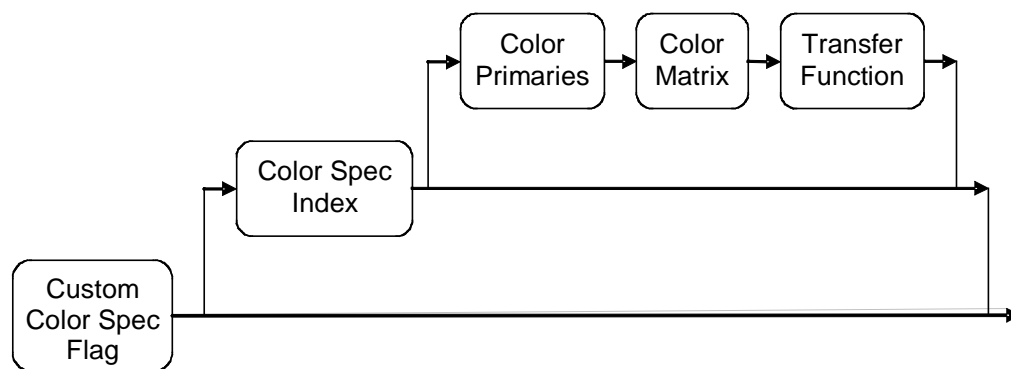 Color
Primaries
Color
Matrix
Transfer
Function
Color Spec
Index
Custom
Color Spec
Flag